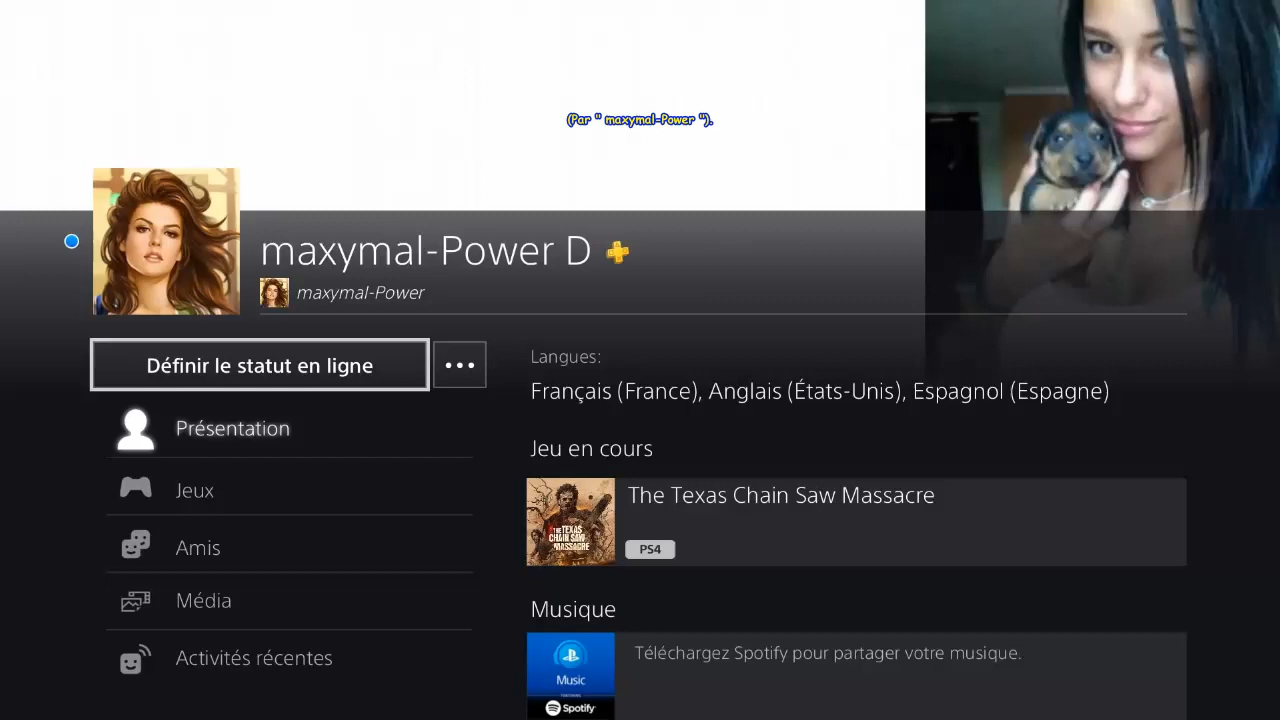 (Par " maxymal-Power ").
maxymal-Power D
maxymal-Power
Définir le statut en ligne
Présentation
Jeux
Amis
Média
Activités récentes
Langues:
Français (France), Anglais (États-Unis), Espagnol (Espagne)
Jeu en cours
THE TEXAS
CHAIN SAW
MASSACRE
The Texas Chain Saw Massacre
PS4
Musique
Music
Spotify
Téléchargez Spotify pour partager votre musique.